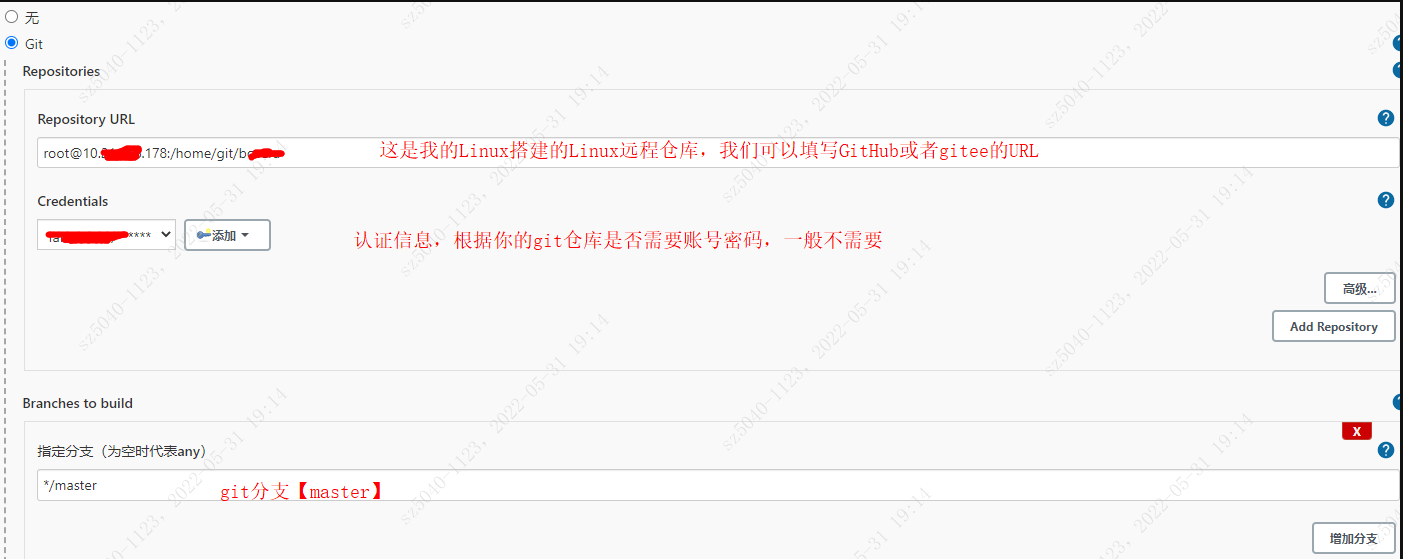 无
Git
Repositories
Repository URL
root@10. .178:/home/git/b
这是我的Linux搭建的Linux远程仓库，我们可以填写GitHub或者gitee的URL
Credentials
****
添加
认证信息，根据你的git仓库是否需要账号密码，一般不需要
高级...
Add Repository
Branches to build
X
指定分支（为空时代表any）
*/master
git分支【master】
增加分支
sz5040-1123, 2022-05-31 19:14